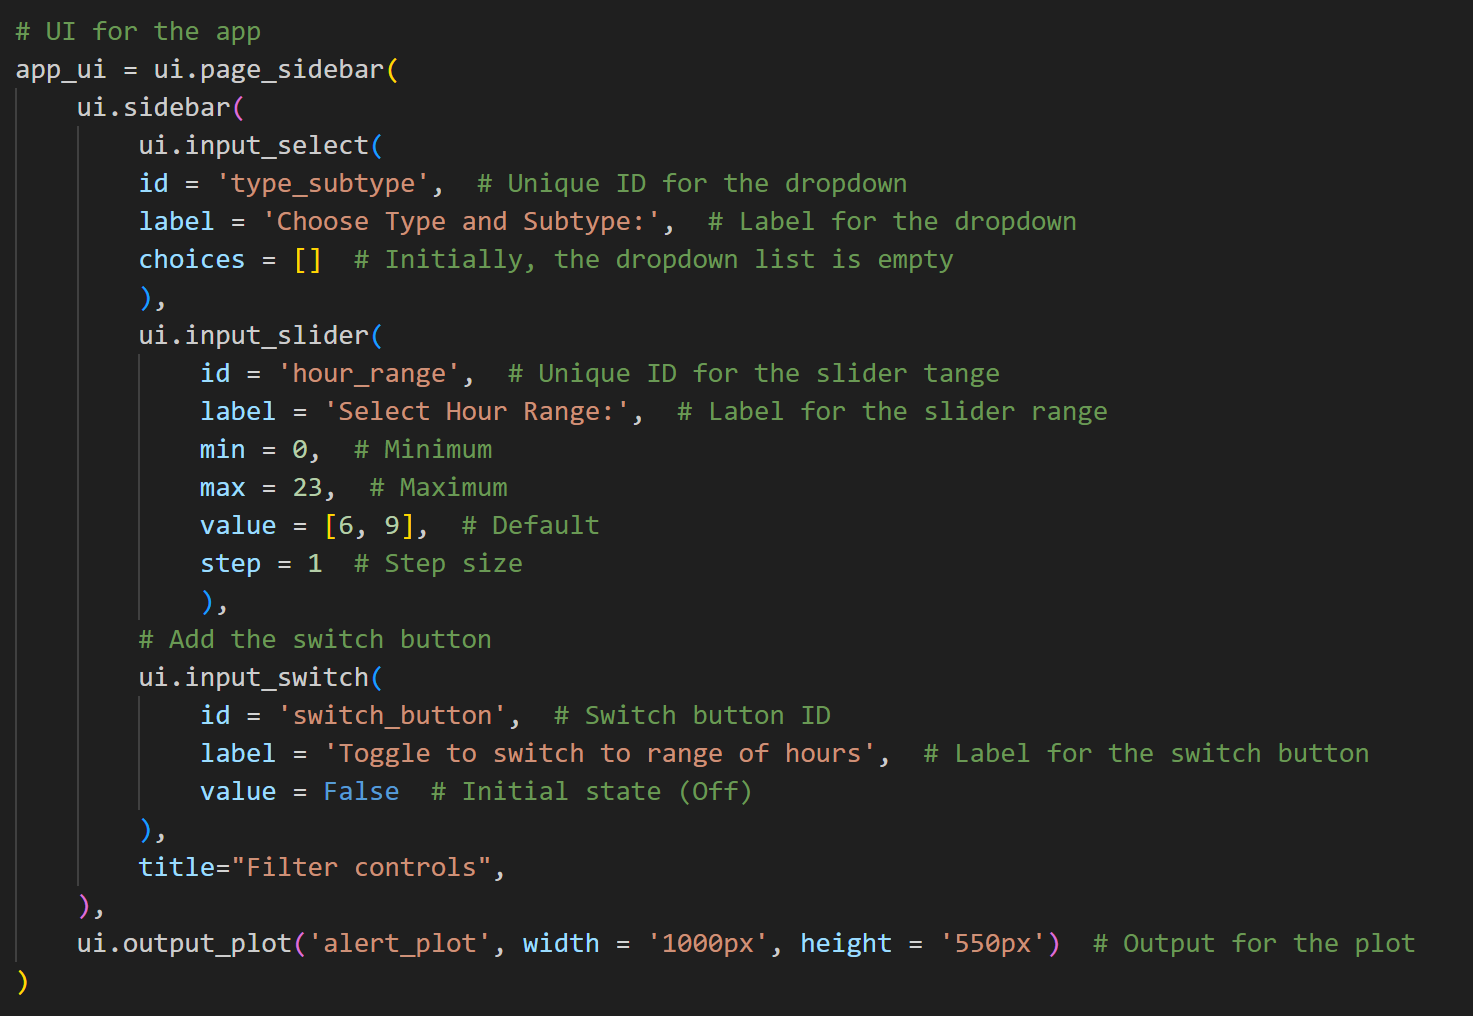 # UI for the app
app_ui = ui.page_sidebar(
    ui.sidebar(
        ui.input_select(
        id = 'type_subtype',  # Unique ID for the dropdown
        label = 'Choose Type and Subtype:',  # Label for the dropdown
        choices = []  # Initially, the dropdown list is empty
        ),
        ui.input_slider(
            id = 'hour_range',  # Unique ID for the slider tange
            label = 'Select Hour Range:',  # Label for the slider range
            min = 0,  # Minimum
            max = 23,  # Maximum
            value = [6, 9],  # Default
            step = 1  # Step size
            ),
        # Add the switch button
        ui.input_switch(
            id = 'switch_button',  # Switch button ID
            label = 'Toggle to switch to range of hours',  # Label for the switch button
            value = False  # Initial state (Off)
        ),
        title="Filter controls",
    ),
    ui.output_plot('alert_plot', width = '1000px', height = '550px')  # Output for the plot
)